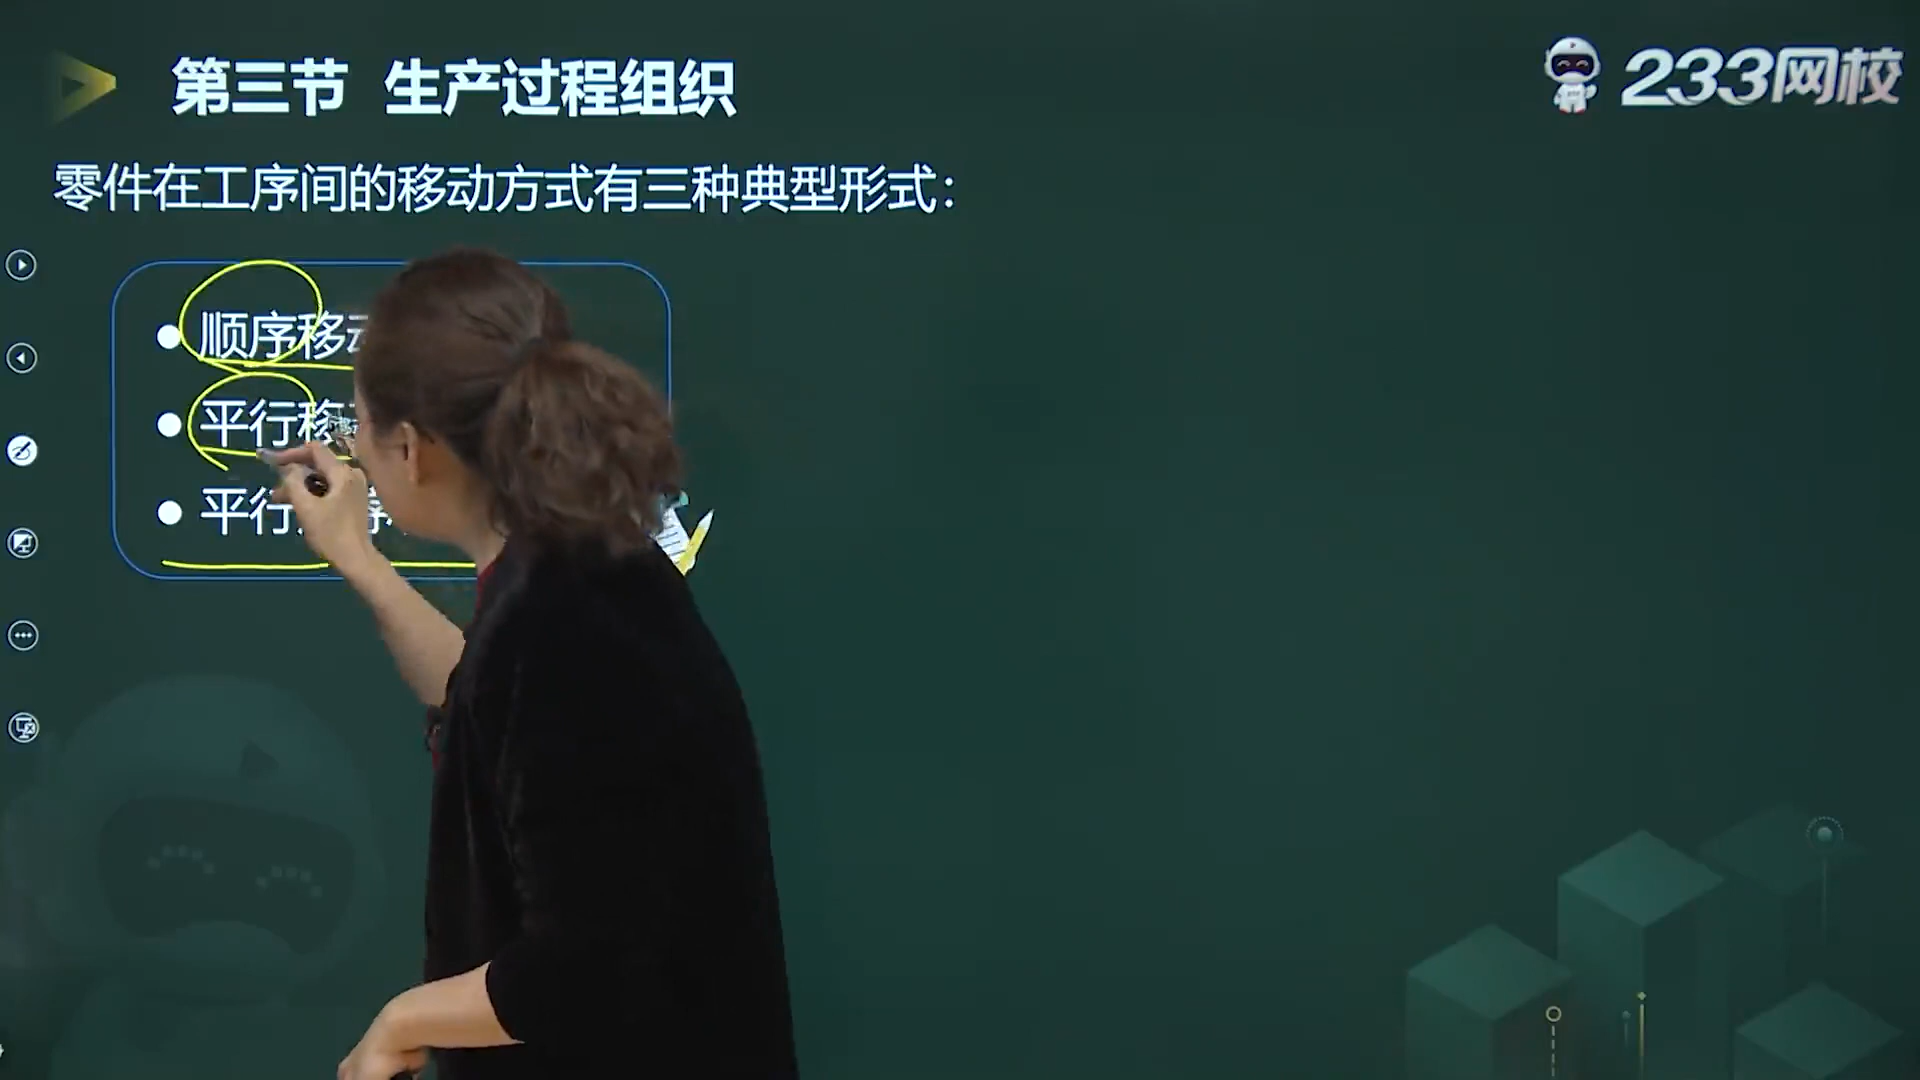 第三节 生产过程组织
233网校
零件在工序间的移动方式有三种典型形式：
顺序移
平行移
平行